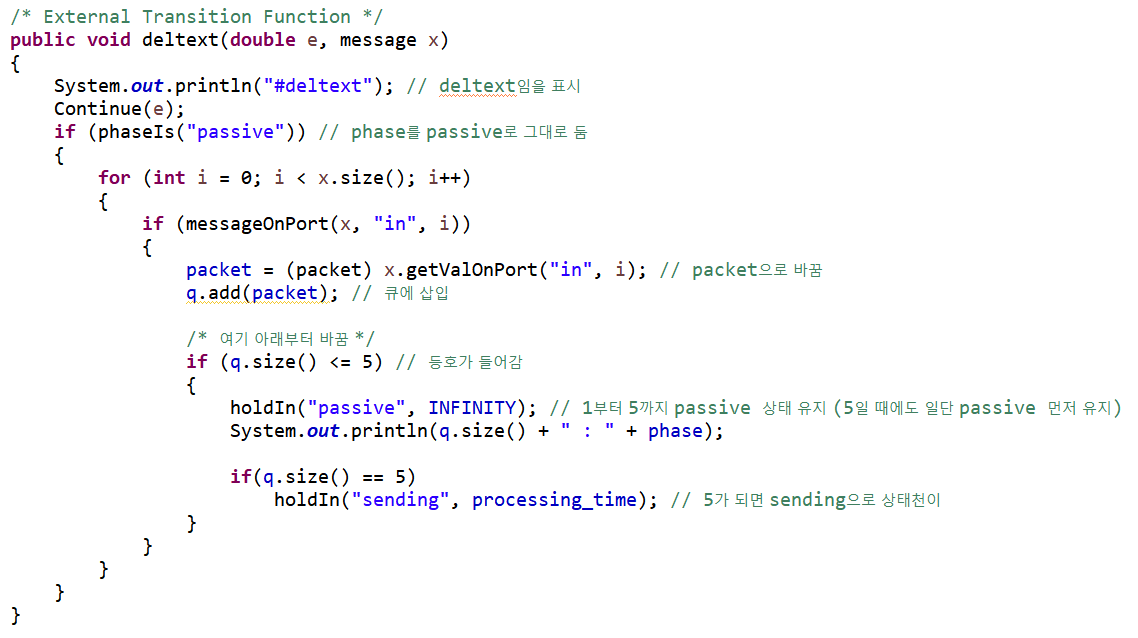 /* External Transition Function */
public void deltext(double e, message x)
{
    System.out.println("#deltext"); // deltext임을 표시
    Continue(e);
    if (phaseIs("passive")) // phase를 passive로 그대로 둠
    {
        for (int i = 0; i < x.size(); i++)
        {
            if (messageOnPort(x, "in", i))
            {
                packet = (packet) x.getValOnPort("in", i); // packet으로 바꿈
                q.add(packet); // 큐에 삽입

                /* 여기 아래부터 바꿈 */
                if (q.size() <= 5) // 등호가 들어감
                {
                    holdIn("passive", INFINITY); // 1부터 5까지 passive 상태 유지 (5일 때에도 일단 passive 먼저 유지)
                    System.out.println(q.size() + " : " + phase);

                    if(q.size() == 5)
                        holdIn("sending", processing_time); // 5가 되면 sending으로 상태천이
                }
            }
        }
    }
}